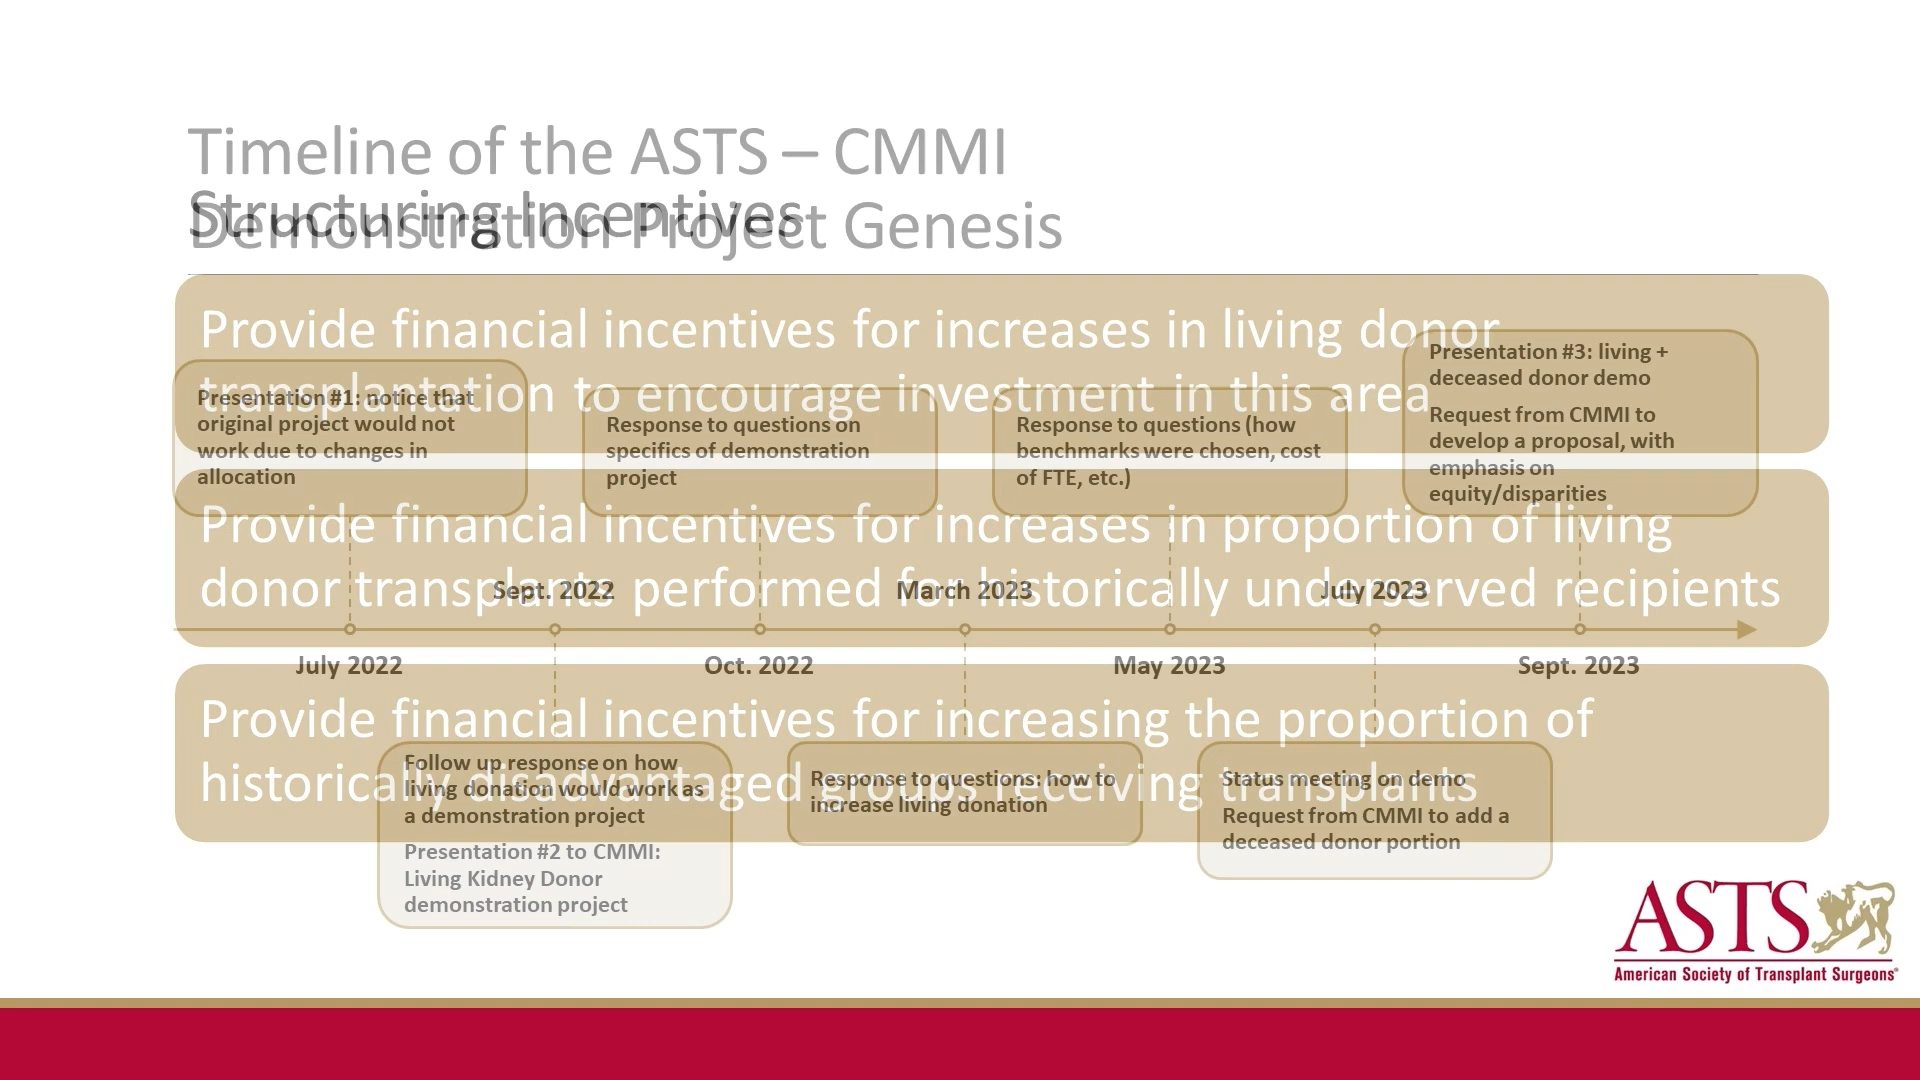 Timeline of the ASTS – CMMI
Demonstration Project Genesis
Structuring Incentives
Provide financial incentives for increases in living donor
transplantation to encourage investment in this area
Provide financial incentives for increases in proportion of living
donor transplants performed for historically underserved recipients
Provide financial incentives for increasing the proportion of
historically disadvantaged groups receiving transplants
Presentation #1: notice that
original project would not
work due to changes in
allocation
July 2022
Sept. 2022
Follow up response on how
living donation would work as
a demonstration project
Presentation #2 to CMMI:
Living Kidney Donor
demonstration project
Response to questions on
specifics of demonstration
project
Oct. 2022
March 2023
Response to questions: how to
increase living donation
Response to questions (how
benchmarks were chosen, cost
of FTE, etc.)
May 2023
July 2023
Status meeting on demo
Request from CMMI to add a
deceased donor portion
Presentation #3: living +
deceased donor demo
Request from CMMI to
develop a proposal, with
emphasis on
equity/disparities
Sept. 2023
ASTS
American Society of Transplant Surgeons®